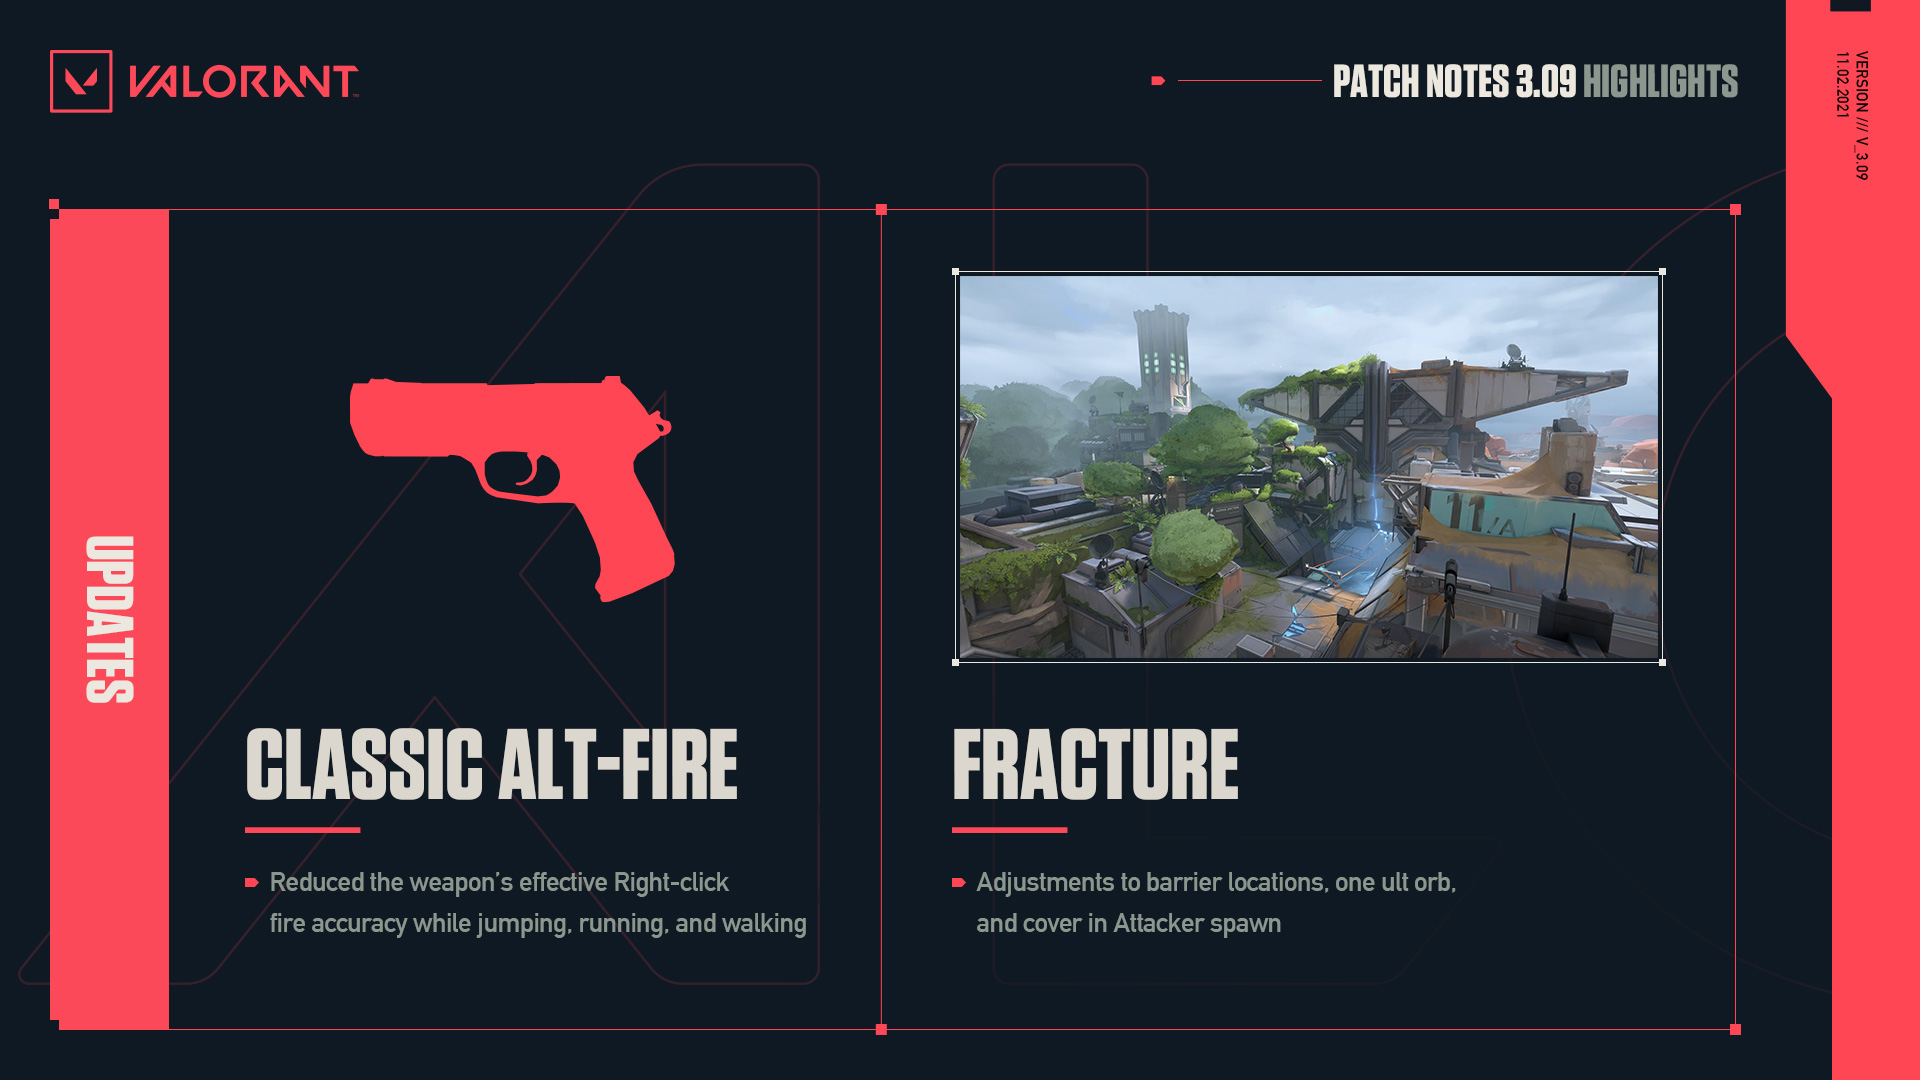 VALORANT™
PATCH NOTES 3.09 HIGHLIGHTS
VERSION /// V_3.09
11.02.2021
UPDATES
11/A
CLASSIC ALT-FIRE
Reduced the weapon’s effective Right-click
fire accuracy while jumping, running, and walking
FRACTURE
Adjustments to barrier locations, one ult orb,
and cover in Attacker spawn